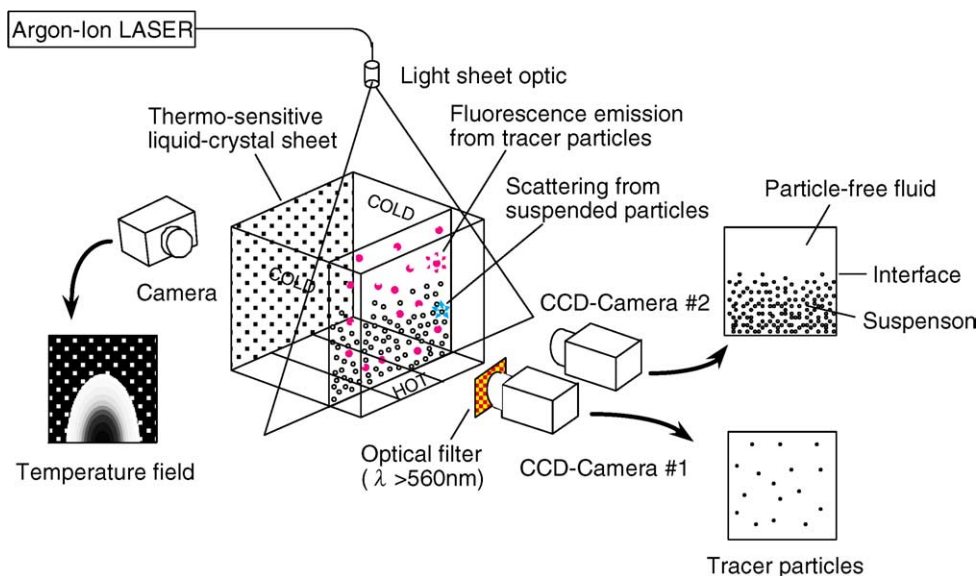 Argon-Ion LASER
Light sheet optic
Thermo-sensitive
liquid-crystal sheet
Fluorescence emission
from tracer particles
Scattering from
suspended particles
Particle-free fluid
COLD
COLD
HOT
Camera
CCD-Camera #2
Interface
Suspenson
Temperature field
Optical filter
( λ >560nm)
CCD-Camera #1
Tracer particles